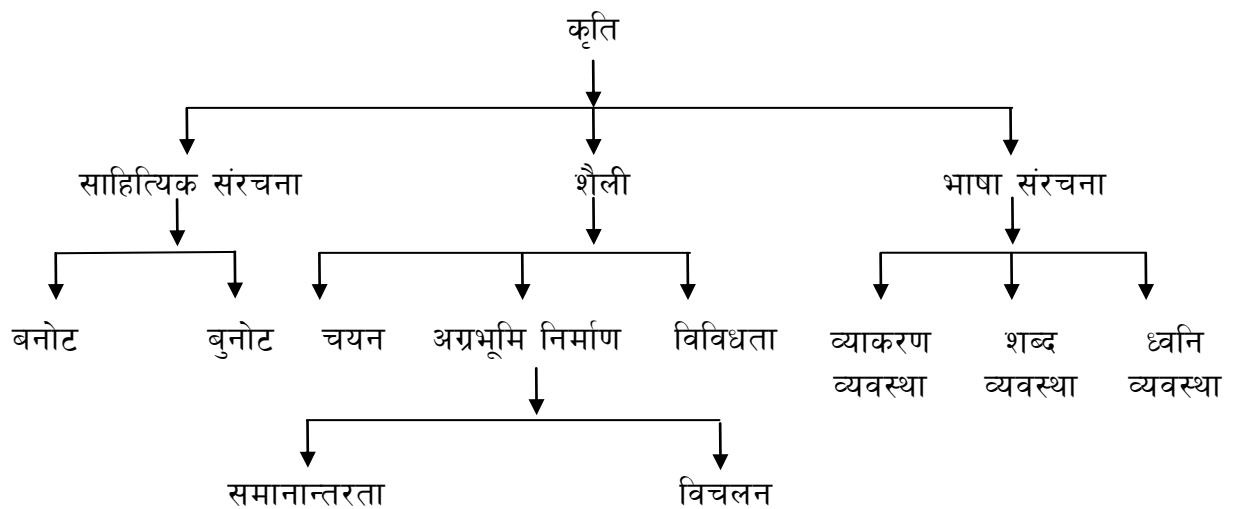 कृति
साहित्यिक संरचना शैली भाषा संरचना
बनोट बुनोट चयन अग्रभूमि निर्माण विविधता व्याकरण शब्द ध्वनि
व्यवस्था व्यवस्था व्यवस्था
समानान्तरता विचलन